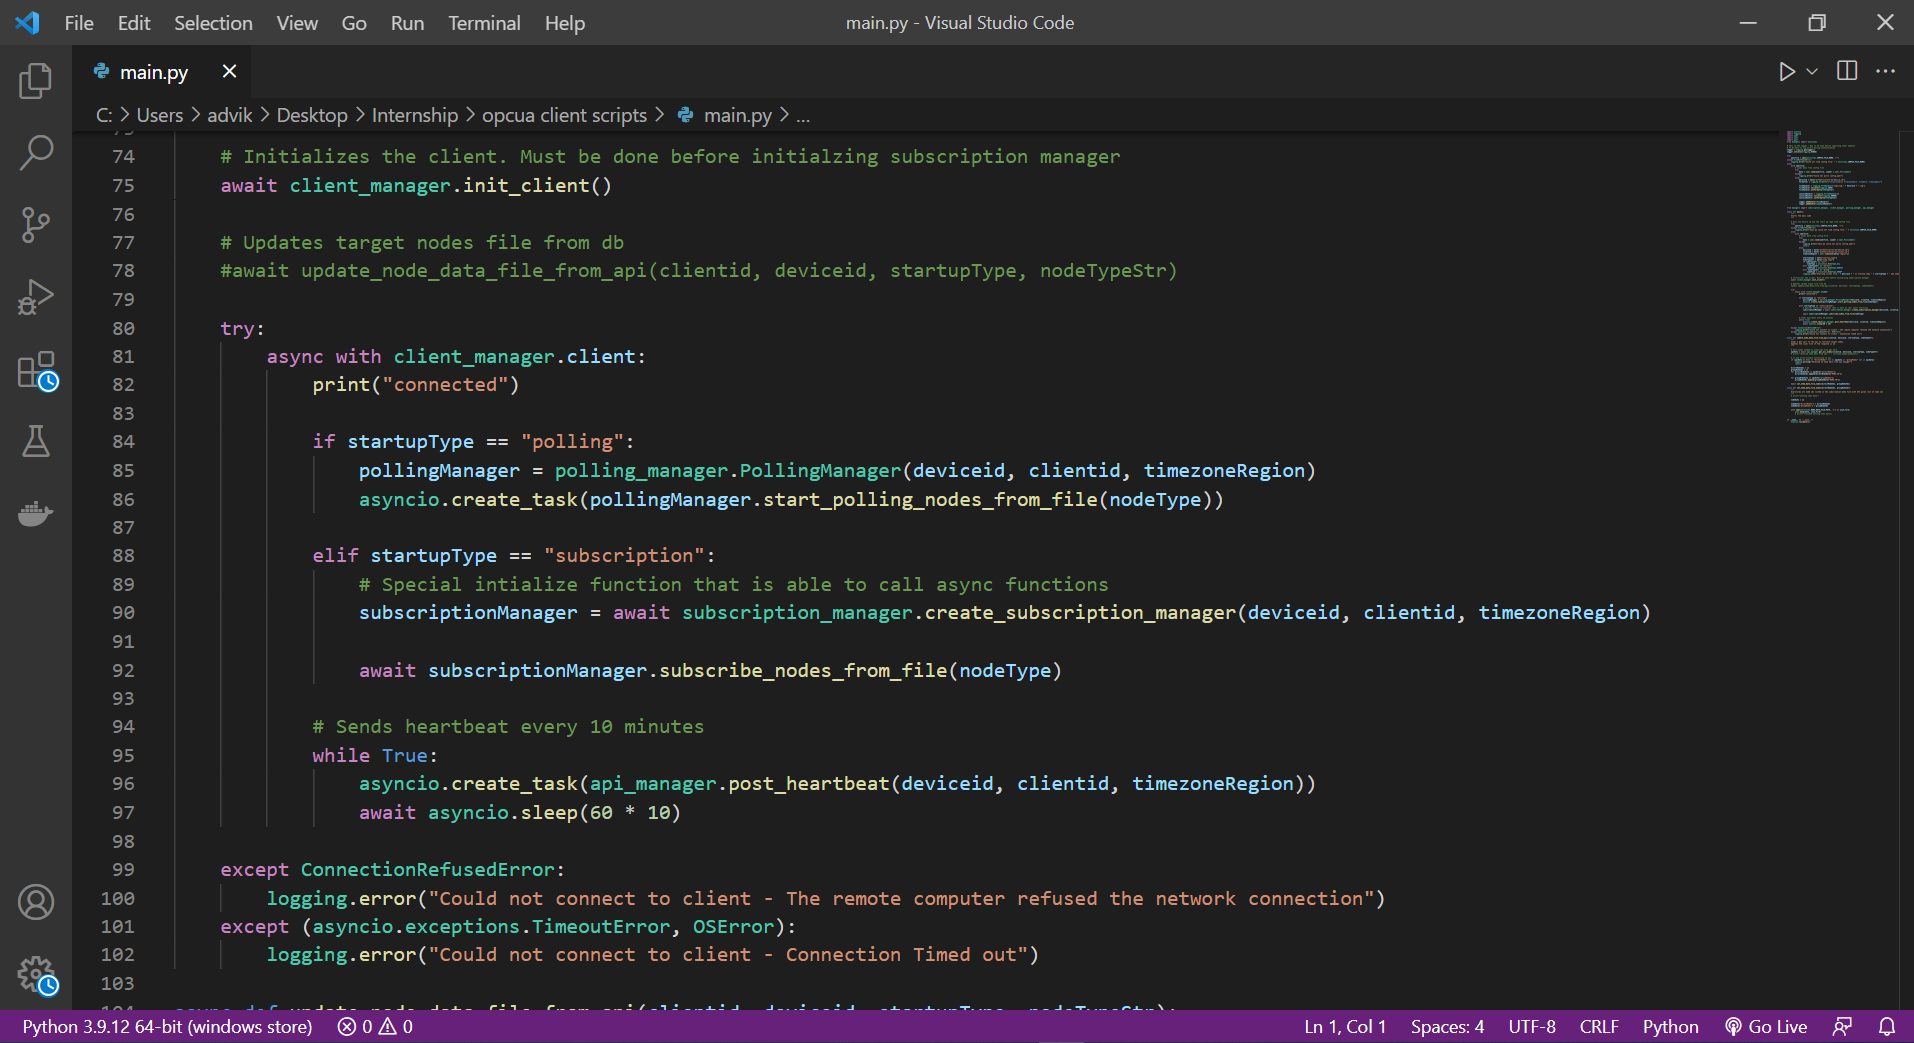 File Edit Selection View Go Run Terminal Help main.py - Visual Studio Code
main.py
C: > Users > advik > Desktop > Internship > opcua client scripts > main.py > ...
74 # Initializes the client. Must be done before initialzing subscription manager
75 await client_manager.init_client()
76
77 # Updates target nodes file from db
78 #await update_node_data_file_from_api(clientid, deviceid, startupType, nodeTypeStr)
79
80 try:
81 async with client_manager.client:
82 print("connected")
83
84 if startupType == "polling":
85 pollingManager = polling_manager.PollingManager(deviceid, clientid, timezoneRegion)
86 asyncio.create_task(pollingManager.start_polling_nodes_from_file(nodeType))
87
88 elif startupType == "subscription":
89 # Special intialize function that is able to call async functions
90 subscriptionManager = await subscription_manager.create_subscription_manager(deviceid, clientid, timezoneRegion)
91
92 await subscriptionManager.subscribe_nodes_from_file(nodeType)
93
94 # Sends heartbeat every 10 minutes
95 while True:
96 asyncio.create_task(api_manager.post_heartbeat(deviceid, clientid, timezoneRegion))
97 await asyncio.sleep(60 * 10)
98
99 except ConnectionRefusedError:
100 logging.error("Could not connect to client - The remote computer refused the network connection")
101 except (asyncio.exceptions.TimeoutError, OSError):
102 logging.error("Could not connect to client - Connection Timed out")
103
104 async def update_node_data_file_from_api(clientid, deviceid, startupType, nodeTypeStr):
Python 3.9.12 64-bit (windows store) 0 0 Ln 1, Col 1 Spaces: 4 UTF-8 CRLF Python Go Live